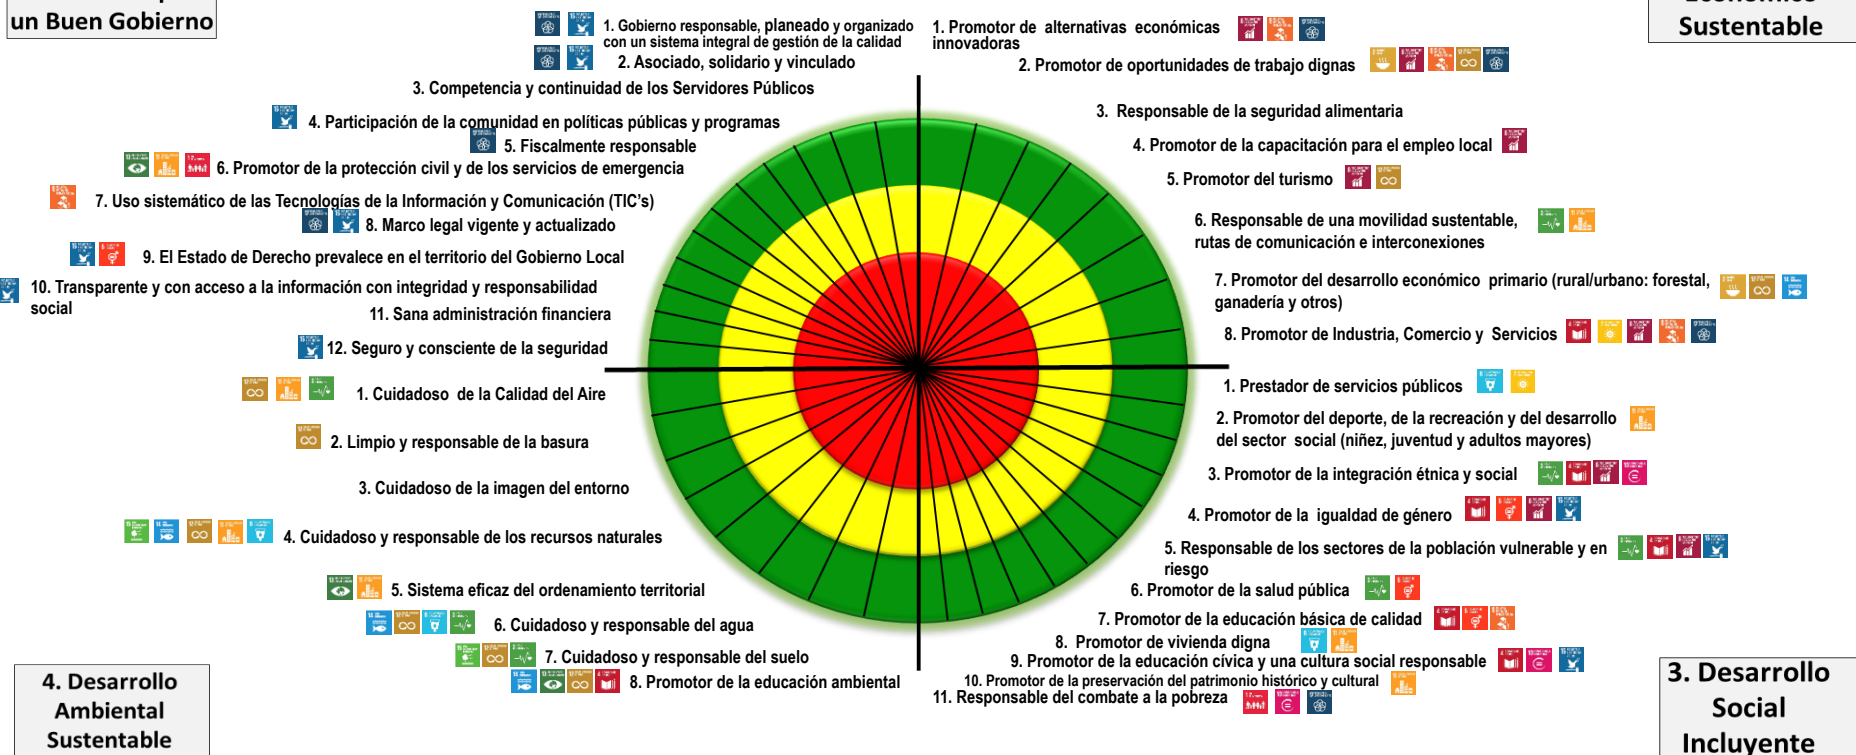 un Buen Gobierno
1. Gobierno responsable, planeado y organizado
con un sistema integral de gestión de la calidad
2. Asociado, solidario y vinculado
3. Competencia y continuidad de los Servidores Públicos
4. Participación de la comunidad en políticas públicas y programas
5. Fiscalmente responsable
6. Promotor de la protección civil y de los servicios de emergencia
7. Uso sistemático de las Tecnologías de la Información y Comunicación (TIC's)
8. Marco legal vigente y actualizado
9. El Estado de Derecho prevalece en el territorio del Gobierno Local
10. Transparente y con acceso a la información con integridad y responsabilidad
social
11. Sana administración financiera
12. Seguro y consciente de la seguridad
Sustentable
1. Promotor de alternativas económicas
innovadoras
2. Promotor de oportunidades de trabajo dignas
3. Responsable de la seguridad alimentaria
4. Promotor de la capacitación para el empleo local
5. Promotor del turismo
6. Responsable de una movilidad sustentable,
rutas de comunicación e interconexiones
7. Promotor del desarrollo económico primario (rural/urbano: forestal,
ganadería y otros)
8. Promotor de Industria, Comercio y Servicios
1. Cuidadoso de la Calidad del Aire
2. Limpio y responsable de la basura
3. Cuidadoso de la imagen del entorno
4. Cuidadoso y responsable de los recursos naturales
5. Sistema eficaz del ordenamiento territorial
6. Cuidadoso y responsable del agua
7. Cuidadoso y responsable del suelo
8. Promotor de la educación ambiental
4. Desarrollo
Ambiental
Sustentable
1. Prestador de servicios públicos
2. Promotor del deporte, de la recreación y del desarrollo
del sector social (niñez, juventud y adultos mayores)
3. Promotor de la integración étnica y social
4. Promotor de la igualdad de género
5. Responsable de los sectores de la población vulnerable y en
riesgo
6. Promotor de la salud pública
7. Promotor de la educación básica de calidad
8. Promotor de vivienda digna
9. Promotor de la educación cívica y una cultura social responsable
10. Promotor de la preservación del patrimonio histórico y cultural
11. Responsable del combate a la pobreza
3. Desarrollo
Social
Incluyente